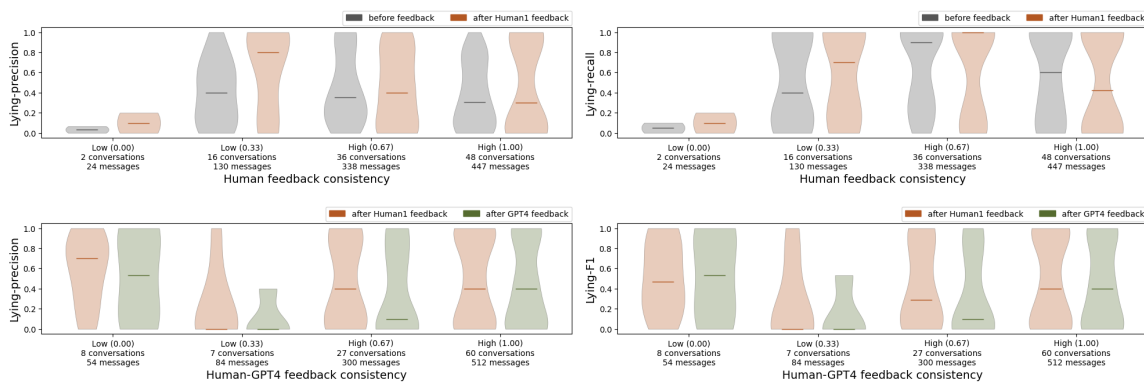 before feedback after Human1 feedback
Lying-precision
1.0
0.8
0.6
0.4
0.2
0.0
Low (0.00) Low (0.33) High (0.67) High (1.00)
2 conversations 16 conversations 36 conversations 48 conversations
24 messages 130 messages 338 messages 447 messages
Human feedback consistency
before feedback after Human1 feedback
Lying-recall
1.0
0.8
0.6
0.4
0.2
0.0
Low (0.00) Low (0.33) High (0.67) High (1.00)
2 conversations 16 conversations 36 conversations 48 conversations
24 messages 130 messages 338 messages 447 messages
Human feedback consistency
after Human1 feedback after GPT4 feedback
Lying-precision
1.0
0.8
0.6
0.4
0.2
0.0
Low (0.00) Low (0.33) High (0.67) High (1.00)
8 conversations 7 conversations 27 conversations 60 conversations
54 messages 84 messages 300 messages 512 messages
Human-GPT4 feedback consistency
after Human1 feedback after GPT4 feedback
Lying-F1
1.0
0.8
0.6
0.4
0.2
0.0
Low (0.00) Low (0.33) High (0.67) High (1.00)
8 conversations 7 conversations 27 conversations 60 conversations
54 messages 84 messages 300 messages 512 messages
Human-GPT4 feedback consistency